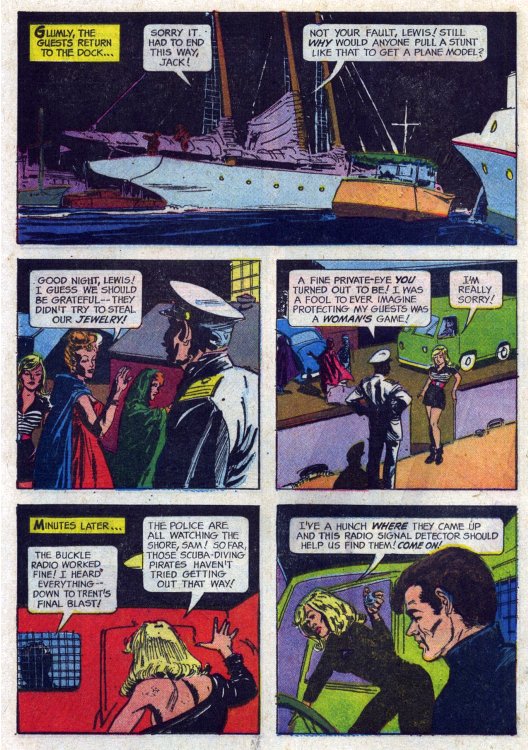 GLUMLY, THE
GUESTS RETURN
TO THE DOCK...
SORRY IT
HAD TO END
THIS WAY,
JACK!
NOT YOUR FAULT, LEWIS! STILL
WHY WOULD ANYONE PULL A STUNT
LIKE THAT TO GET A PLANE MODEL?
GOOD NIGHT, LEWIS!
I GUESS WE SHOULD
BE GRATEFUL--THEY
DIDN'T TRY TO STEAL
OUR JEWELRY!
A FINE PRIVATE-EYE YOU
TURNED OUT TO BE! I WAS
A FOOL TO EVER IMAGINE
PROTECTING MY GUESTS WAS
A WOMAN'S GAME!
I'M
REALLY
SORRY!
MINUTES LATER...
THE BUCKLE
RADIO WORKED
FINE! I HEARD
EVERYTHING--
DOWN TO TRENT'S
FINAL BLAST!
THE POLICE ARE
ALL WATCHING THE
SHORE, SAM! SO FAR,
THOSE SCUBA-DIVING
PIRATES HAVEN'T
TRIED GETTING
OUT THAT WAY!
I'VE A HUNCH WHERE THEY CAME UP
AND THIS RADIO SIGNAL DETECTOR SHOULD
HELP US FIND THEM! COME ON!